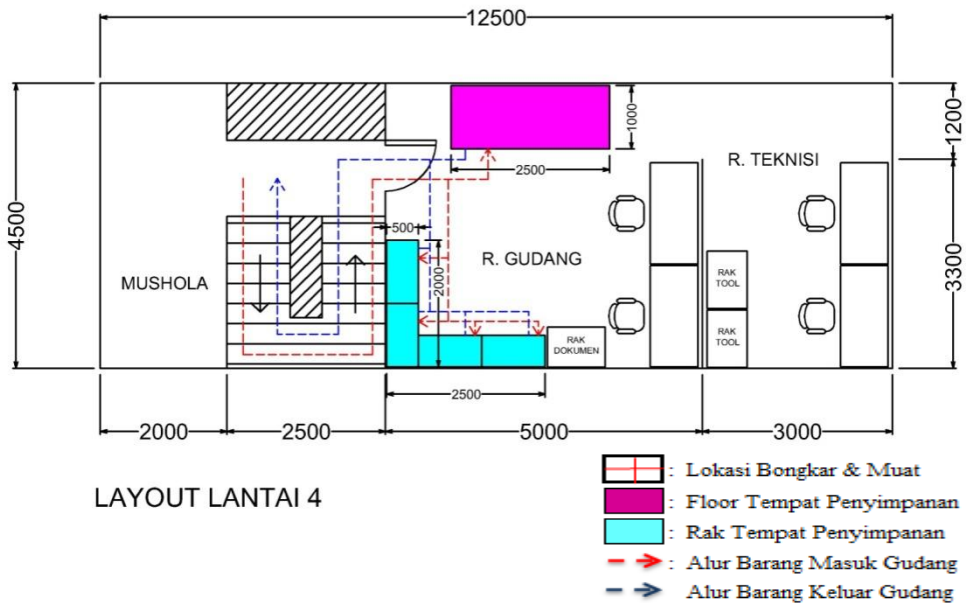 12500
4500
1200
3300
1000
2500
R. TEKNISI
500
2000
R. GUDANG
MUSHOLA
RAK
TOOL
RAK
TOOL
RAK
DOKUMEN
2500
2000
2500
5000
3000
LAYOUT LANTAI 4
: Lokasi Bongkar & Muat
: Floor Tempat Penyimpanan
: Rak Tempat Penyimpanan
: Alur Barang Masuk Gudang
: Alur Barang Keluar Gudang